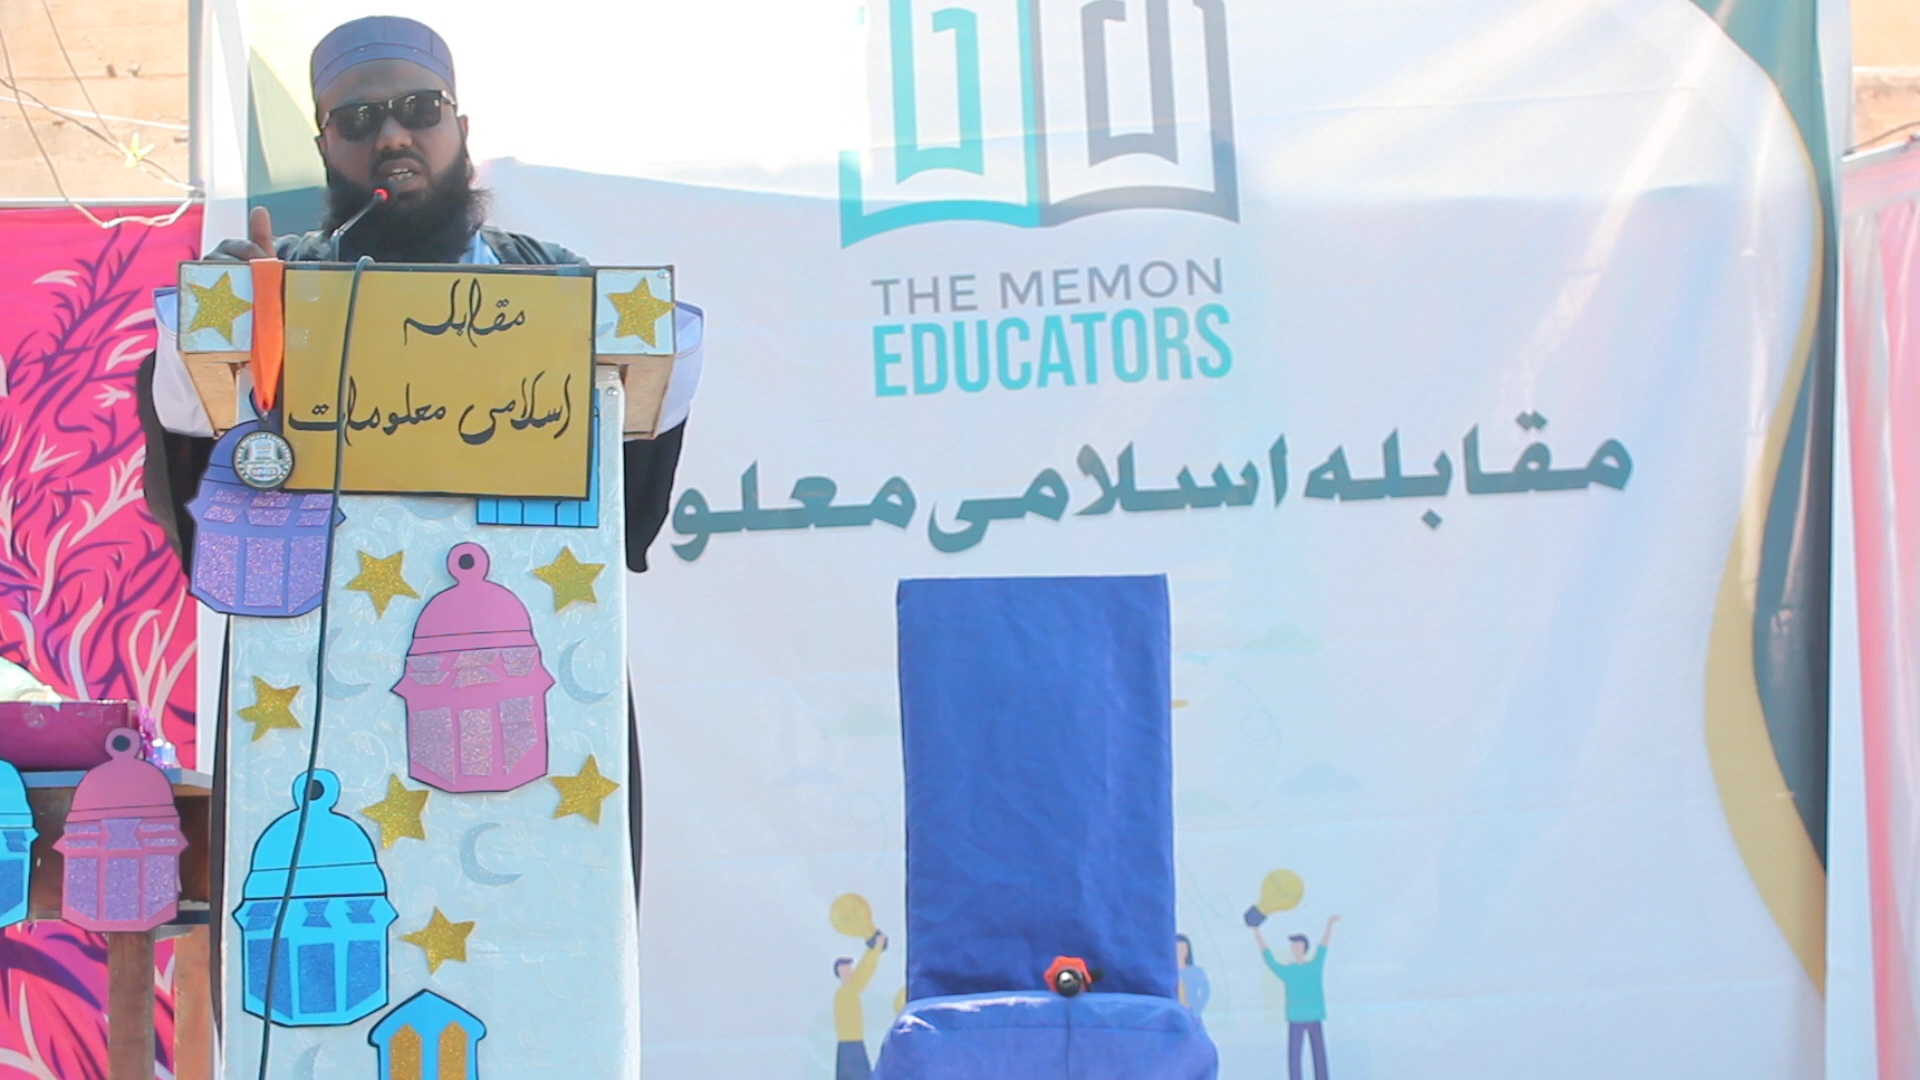 THE MEMON
EDUCATORS
مقابلہ اسلامی معلو
مقابلہ
اسلامی معلومات